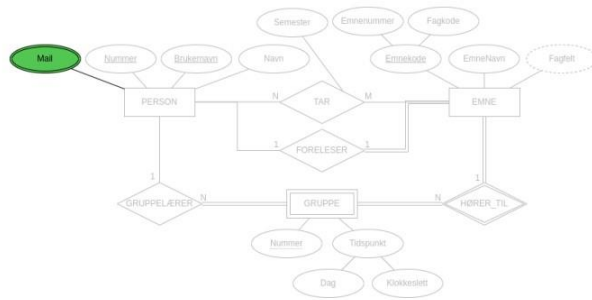 Semester
Emnenummer
Fagkode
Mail
Nummer
Brukernavn
Navn
Emnekode
EmneNavn
Fagfelt
PERSON
N
TAR
M
EMNE
1
FORELESER
1
1
1
GRUPPELÆRER
N
GRUPPE
N
HØRER_TIL
Nummer
Tidspunkt
Dag
Klokkeslett